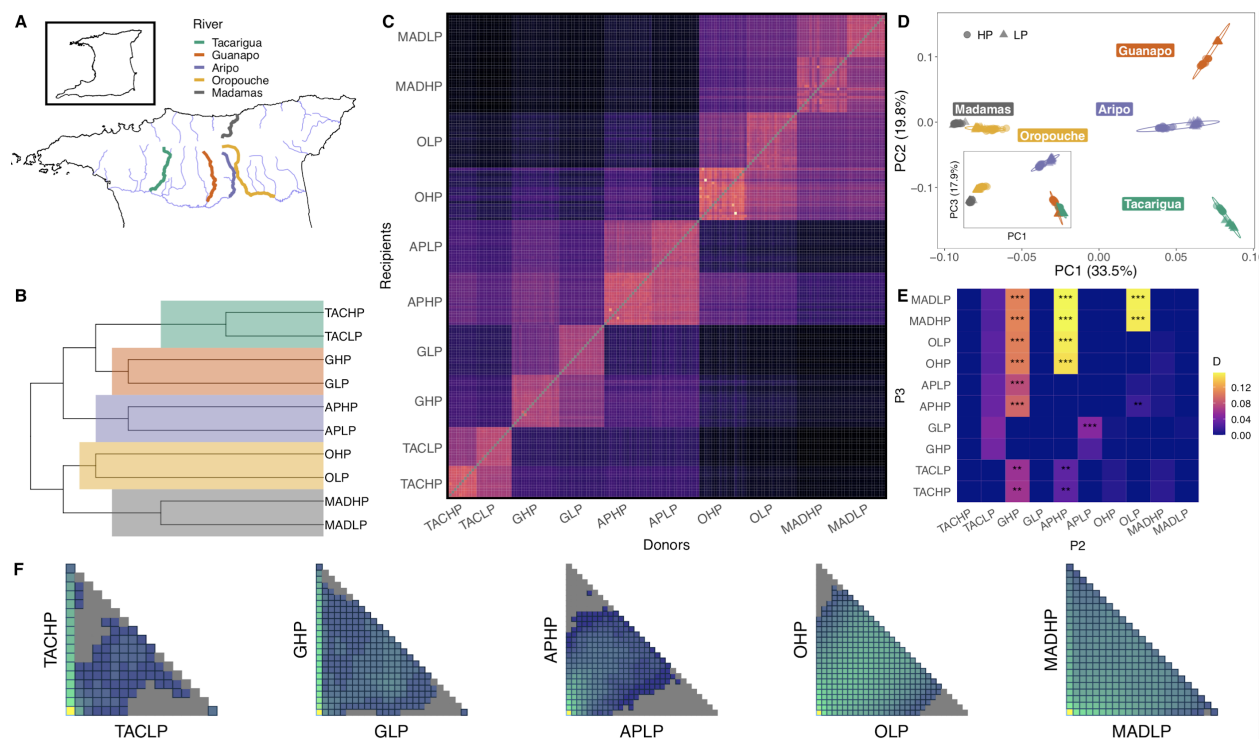 A
River
Tacarigua
Guanapo
Aripo
Oropouche
Madamas
B
TACHP
TACLP
GHP
GLP
APHP
APLP
OHP
OLP
MADHP
MADLP
C
Recipients
MADLP
MADHP
OLP
OHP
APLP
APHP
GLP
GHP
TACLP
TACHP
TACHP TACLP GHP GLP APHP APLP OHP OLP MADHP MADLP
Donors
D
HP LP
PC2 (19.8%)
0.1
0.0
−0.1
Guanapo
Madamas
Aripo
Oropouche
Tacarigua
PC3 (17.9%)
PC1
−0.10 −0.05 0.00 0.05 0.10
PC1 (33.5%)
E
P3
MADLP *** *** ***
MADHP *** *** ***
OLP *** ***
OHP *** ***
APLP ***
APHP *** **
GLP ***
GHP
TACLP ** **
TACHP ** **
TACHP TACLP GHP GLP APHP APLP OHP OLP MADHP MADLP
P2
D
0.12
0.08
0.04
0.00
F
TACHP
TACLP
GHP
GLP
APHP
APLP
OHP
OLP
MADHP
MADLP